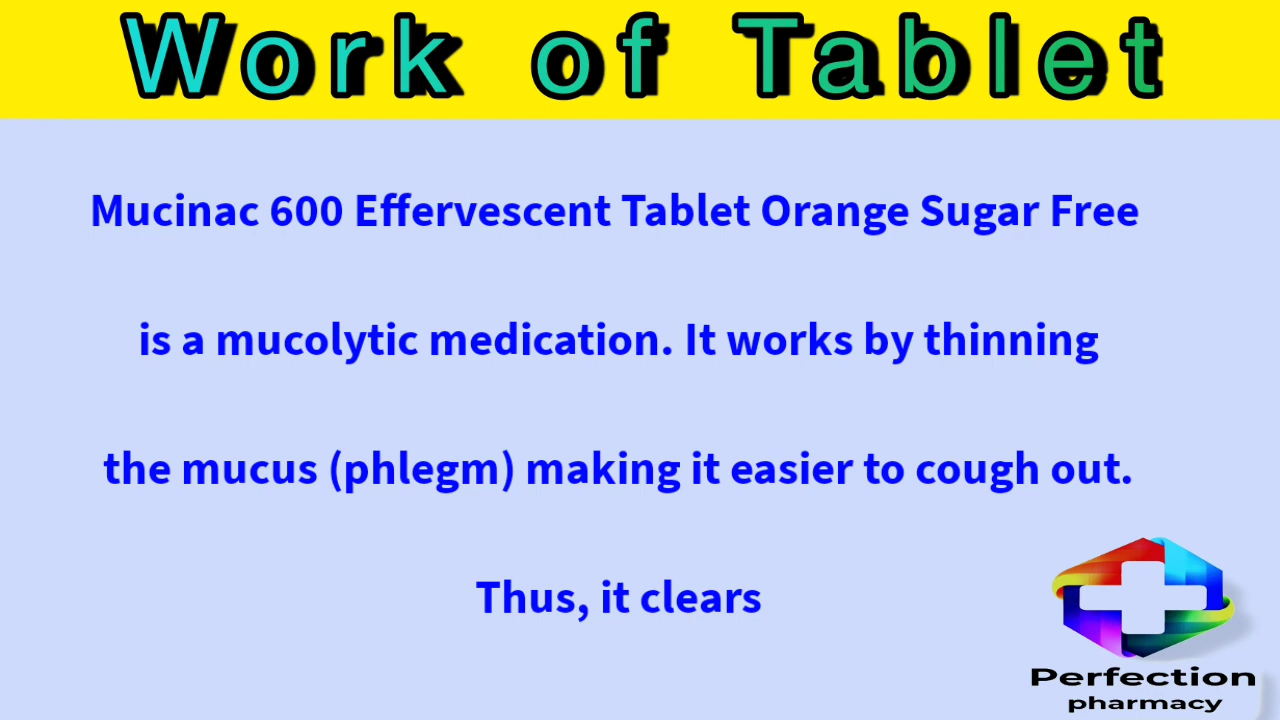 Work of Tablet
Mucinac 600 Effervescent Tablet Orange Sugar Free
is a mucolytic medication. It works by thinning
the mucus (phlegm) making it easier to cough out.
Thus, it clears
Perfection
pharmacy